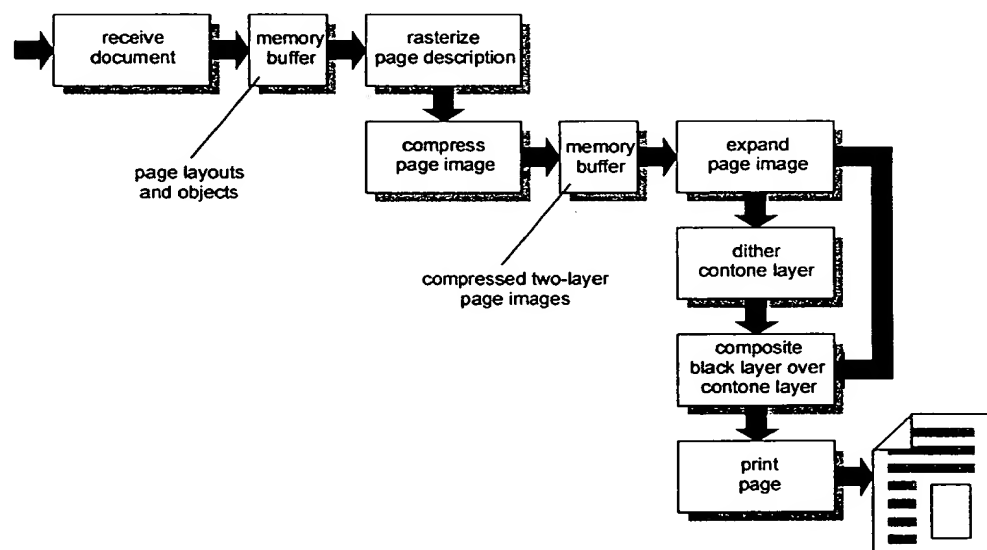 receive
document
memory
buffer
rasterize
page description
page layouts
and objects
compress
page image
memory
buffer
expand
page image
compressed two-layer
page images
dither
contone layer
composite
black layer over
contone layer
print
page